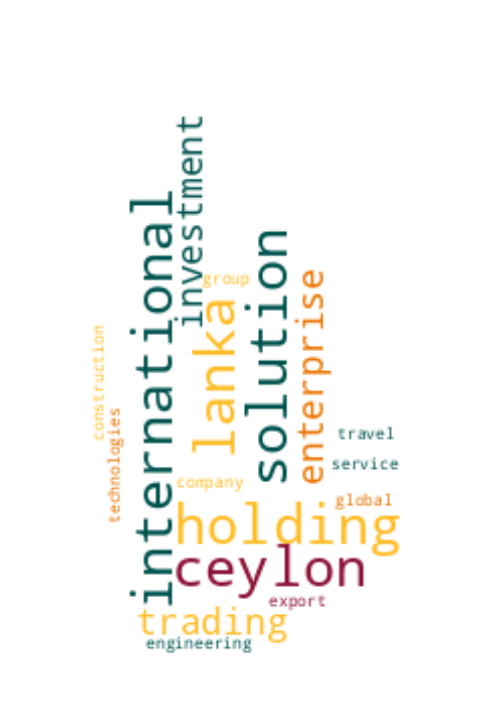 investment
international
group
solution
lanka
enterprise
construction
technologies
travel
service
company
global
holding
ceylon
export
trading
engineering